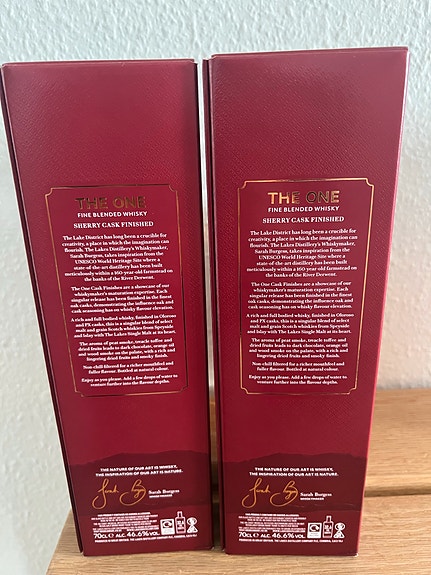 THE ONE
FINE BLENDED WHISKY
SHERRY CASK FINISHED
The Lake District has long been a crucible for
creativity, a place in which the imagination can
flourish. The Lakes Distillery's Whiskymaker,
Sarah Burgess, takes inspiration from the
UNESCO World Heritage Site where a
state-of-the-art distillery has been built
meticulously within a 160-year-old farmstead on
the banks of the River Derwent.
The One Cask Finishes are a showcase of our
whiskymaker's maturation expertise. Each
singular release has been finished in the finest
oak casks, demonstrating the influence oak and
cask seasoning has on whisky flavour elements.
A rich and full bodied whisky, finished in Oloroso
and PX casks, this is a singular blend of select
malt and grain Scotch whiskies from Speyside
and Islay with The Lakes Single Malt at its heart.
The aroma of peat smoke, treacle toffee and
dried fruits leads to dark chocolate, orange oil
and wood smoke on the palate, with a rich and
lingering dried fruit and smoky finish.
Non-chill filtered for a richer mouthfeel and
fuller flavour. Bottled at natural colour.
Enjoy as you please. Add a few drops of water to
venture further into the flavour depths.
THE NATURE OF OUR ART IS WHISKY,
THE INSPIRATION OF OUR ART IS NATURE.
Sarah Burgess
70cl ALC. 46.6% VOL.
THE ONE
FINE BLENDED WHISKY
SHERRY CASK FINISHED
The Lake District has long been a crucible for
creativity, a place in which the imagination can
flourish. The Lakes Distillery's Whiskymaker,
Sarah Burgess, takes inspiration from the
UNESCO World Heritage Site where a
state-of-the-art distillery has been built
meticulously within a 160-year-old farmstead on
the banks of the River Derwent.
The One Cask Finishes are a showcase of our
whiskymaker's maturation expertise. Each
singular release has been finished in the finest
oak casks, demonstrating the influence oak and
cask seasoning has on whisky flavour elements.
A rich and full bodied whisky, finished in Oloroso
and PX casks, this is a singular blend of select
malt and grain Scotch whiskies from Speyside
and Islay with The Lakes Single Malt at its heart.
The aroma of peat smoke, treacle toffee and
dried fruits leads to dark chocolate, orange oil
and wood smoke on the palate, with a rich and
lingering dried fruit and smoky finish.
Non-chill filtered for a richer mouthfeel and
fuller flavour. Bottled at natural colour.
Enjoy as you please. Add a few drops of water to
venture further into the flavour depths.
THE NATURE OF OUR ART IS WHISKY,
THE INSPIRATION OF OUR ART IS NATURE.
Sarah Burgess
70cl ALC. 46.6% VOL.